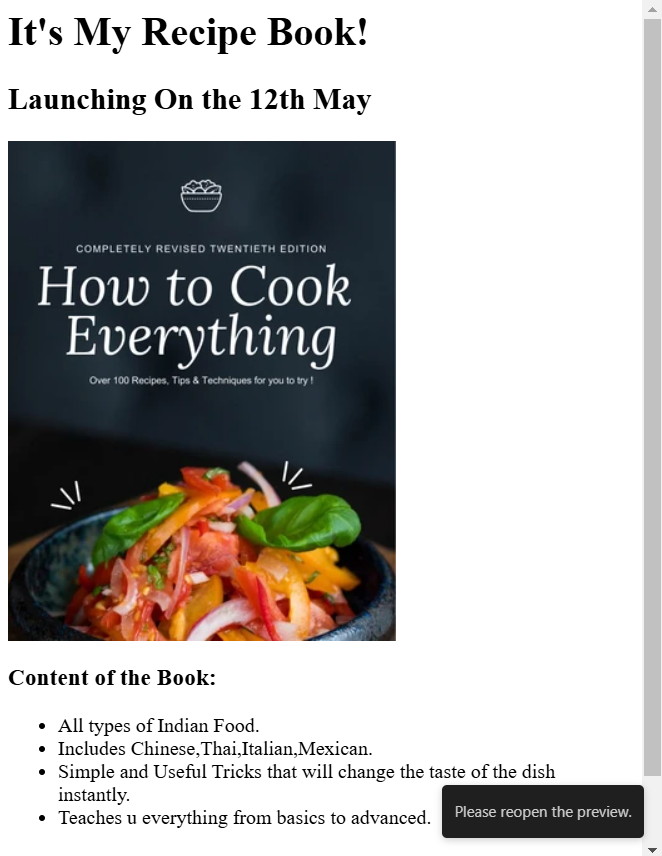 It's My Recipe Book!
Launching On the 12th May
COMPLETELY REVISED TWENTIETH EDITION
How to Cook
Everything
Over 100 Recipes, Tips & Techniques for you to try !
Content of the Book:
• All types of Indian Food.
• Includes Chinese,Thai,Italian,Mexican.
• Simple and Useful Tricks that will change the taste of the dish
instantly.
• Teaches u everything from basics to advanced.
Please reopen the preview.